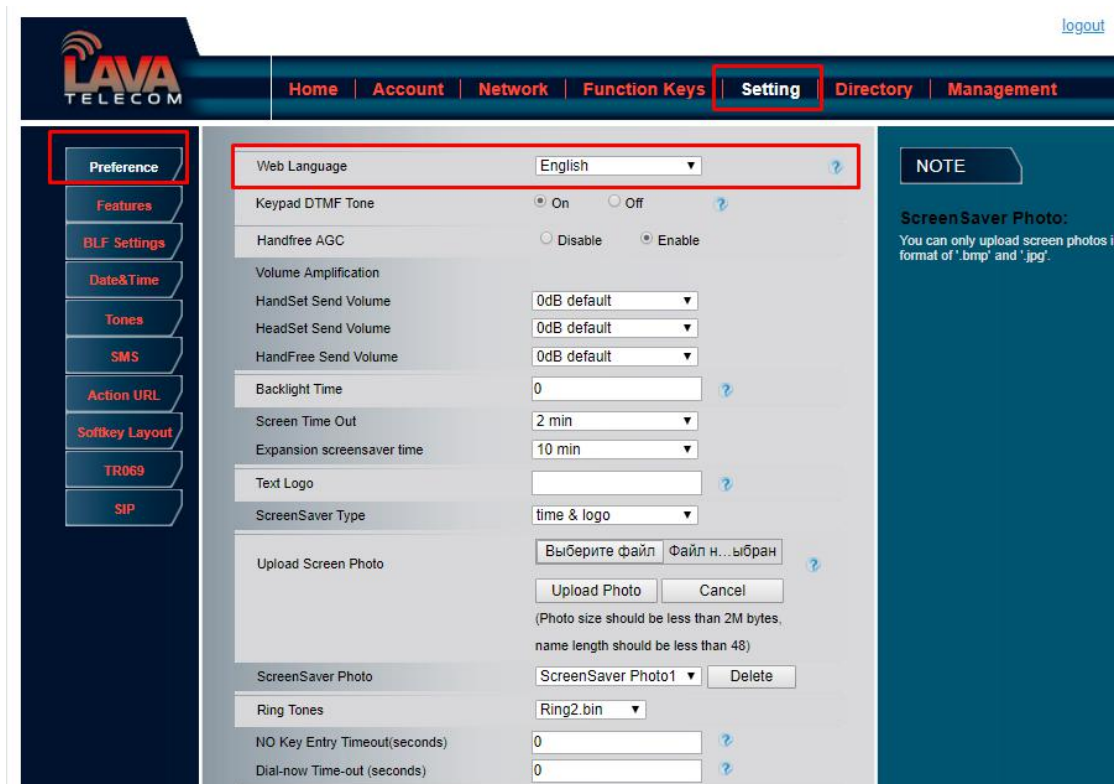 logout
LAVA
TELECOM
Home | Account | Network | Function Keys | Setting | Directory | Management
Preference
Features
BLF Settings
Date&Time
Tones
SMS
Action URL
Softkey Layout
TR069
SIP
Web Language English
Keypad DTMF Tone On Off
Handfree AGC Disable Enable
Volume Amplification
HandSet Send Volume 0dB default
HeadSet Send Volume 0dB default
HandFree Send Volume 0dB default
Backlight Time 0
Screen Time Out 2 min
Expansion screensaver time 10 min
Text Logo
ScreenSaver Type time & logo
Upload Screen Photo Выберите файл Файл н...ыбран
Upload Photo Cancel
(Photo size should be less than 2M bytes,
name length should be less than 48)
ScreenSaver Photo ScreenSaver Photo1 Delete
Ring Tones Ring2.bin
NO Key Entry Timeout(seconds) 0
Dial-now Time-out (seconds) 0
NOTE
ScreenSaver Photo:
You can only upload screen photos i
format of '.bmp' and '.jpg'.